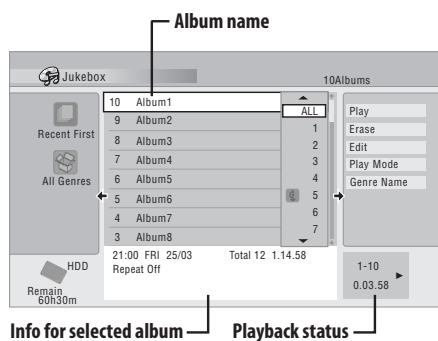 Album name
Jukebox
10Albums
Recent First
All Genres
10 Album1
9 Album2
8 Album3
7 Album4
6 Album5
5 Album6
4 Album7
3 Album8
ALL
1
2
3
4
5
6
7
Play
Erase
Edit
Play Mode
Genre Name
HDD
Remain
60h30m
21:00 FRI 25/03 Total 12 1.14.58
Repeat Off
1-10
0.03.58
Info for selected album
Playback status